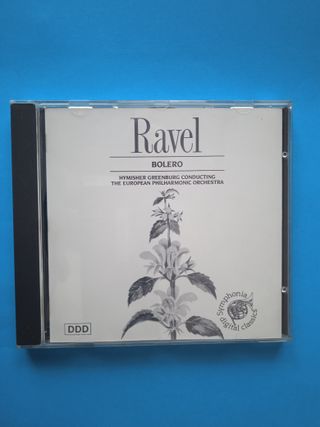 Ravel
BOLERO
HYMISHER GREENBURG CONDUCTING
THE EUROPEAN PHILHARMONIC ORCHESTRA
DDD
Symphonia
digital classics